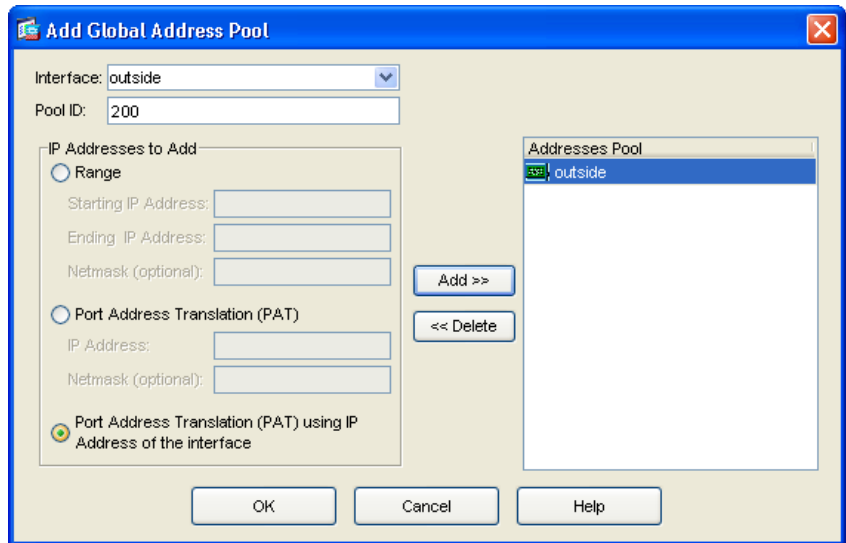 Add Global Address Pool
Interface: outside
Pool ID: 200
IP Addresses to Add
Range
Starting IP Address:
Ending IP Address:
Netmask (optional):
Port Address Translation (PAT)
IP Address:
Netmask (optional):
Port Address Translation (PAT) using IP
Address of the interface
Add >>
<< Delete
Addresses Pool
outside
OK
Cancel
Help